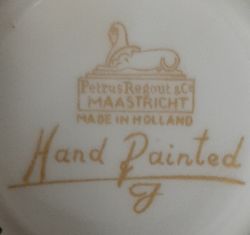 Petrus Regout & Co
MAASTRICHT
MADE IN HOLLAND
Hand Painted